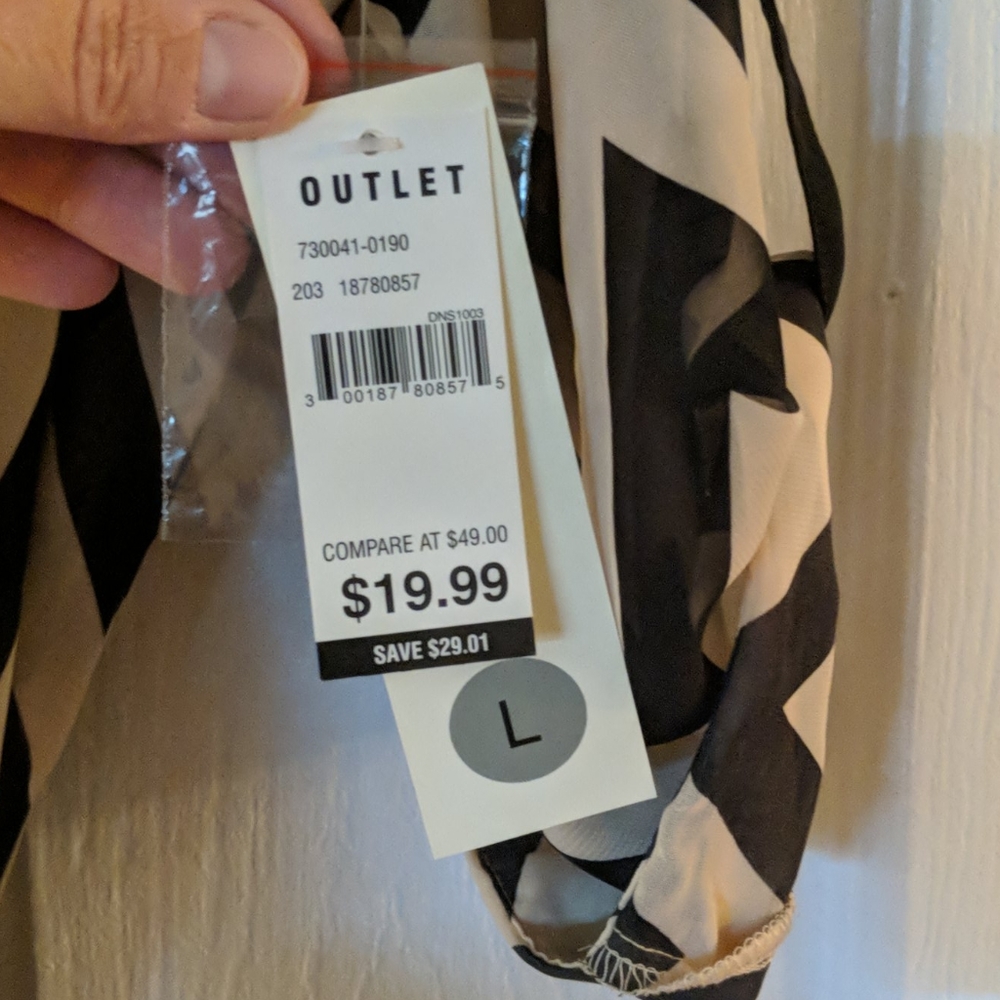 OUTLET
730041-0190
203 18780857
DNS1003
3 00187 80857 5
COMPARE AT $49.00
$19.99
SAVE $29.01
L